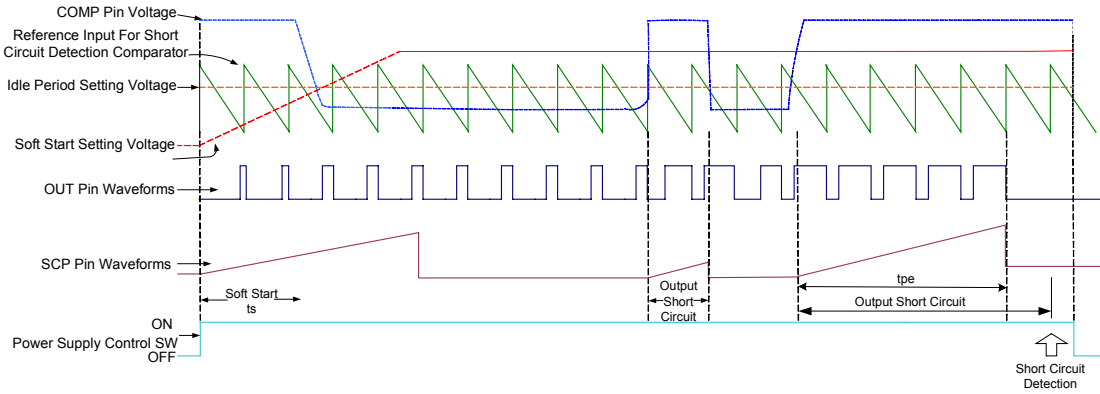 COMP Pin Voltage
Reference Input For Short
Circuit Detection Comparator
Idle Period Setting Voltage
Soft Start Setting Voltage
OUT Pin Waveforms
SCP Pin Waveforms
Soft Start
ts
Output
Short
Circuit
tpe
Output Short Circuit
ON
Power Supply Control SW
OFF
Short Circuit
Detection